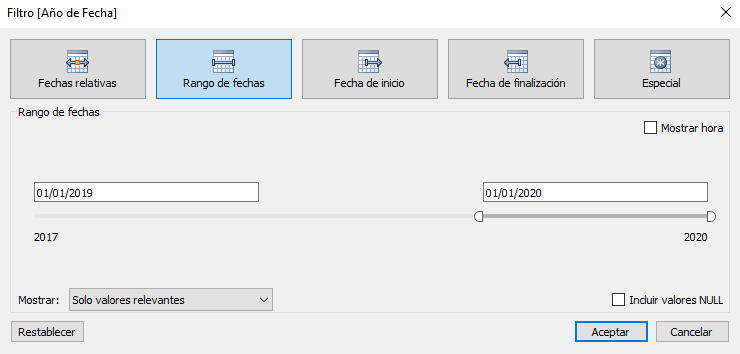 Filtro [Año de Fecha]
Fechas relativas
Rango de fechas
Fecha de inicio
Fecha de finalización
Especial
Rango de fechas
Mostrar hora
01/01/2019
01/01/2020
2017
2020
Mostrar:
Solo valores relevantes
Incluir valores NULL
Restablecer
Aceptar
Cancelar